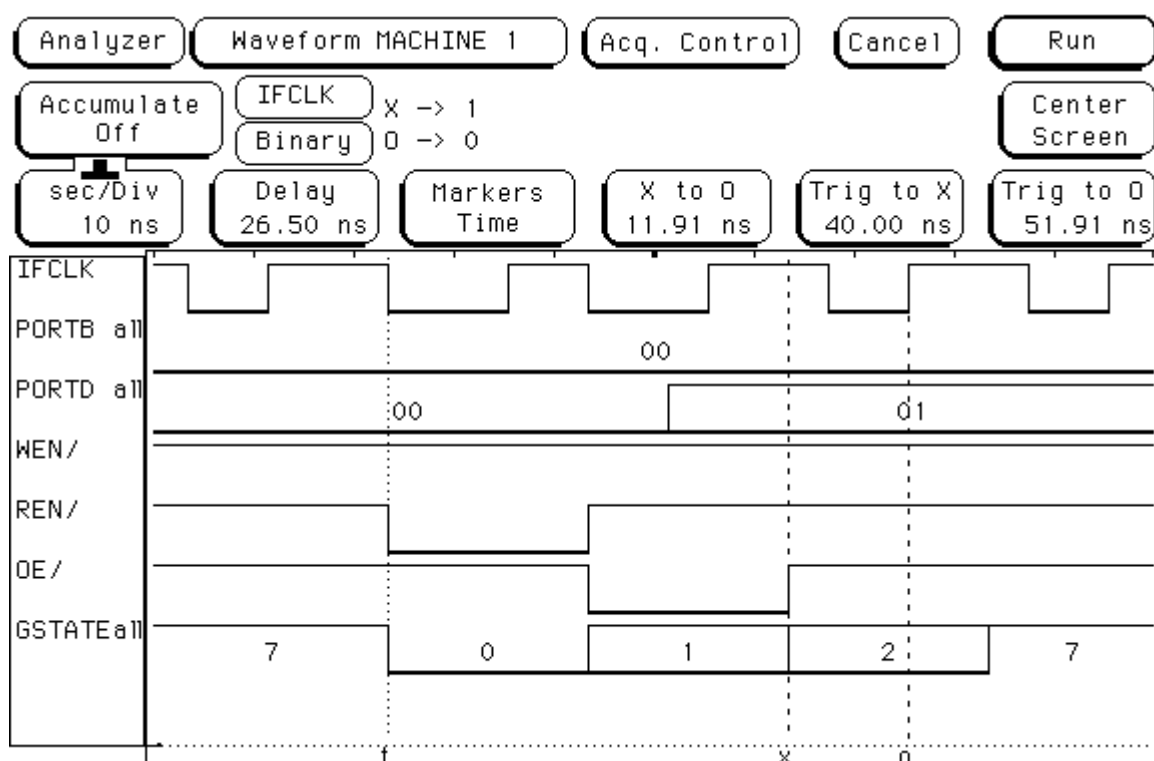 Analyzer Waveform MACHINE 1 Acq. Control Cancel Run
Accumulate Off
IFCLK X -> 1
Binary O -> 0
Center Screen
sec/Div 10 ns
Delay 26.50 ns
Markers Time
X to O 11.91 ns
Trig to X 40.00 ns
Trig to O 51.91 ns
IFCLK
PORTB all
00
PORTD all
00 01
WEN/
REN/
OE/
GSTATEall
7 0 1 2 7
t X O